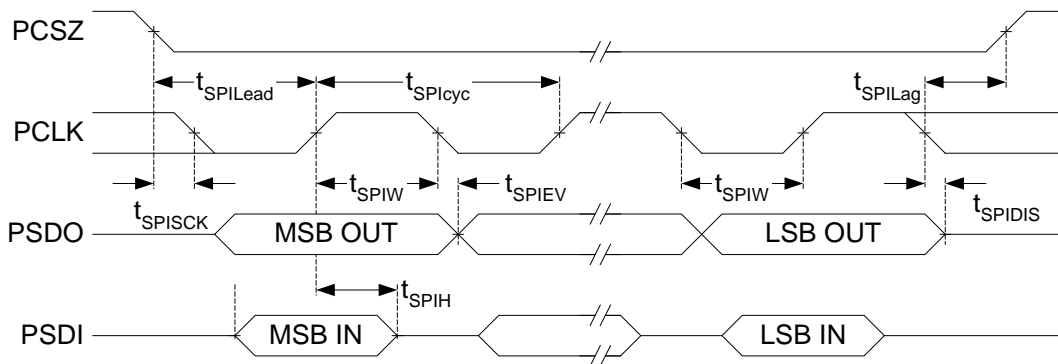 PCSZ
tSPILead
tSPIcyc
tSPILag
PCLK
tSPISCK
tSPIW
tSPIEV
tSPIW
tSPIDIS
PSDO
MSB OUT
LSB OUT
tSPIH
PSDI
MSB IN
LSB IN